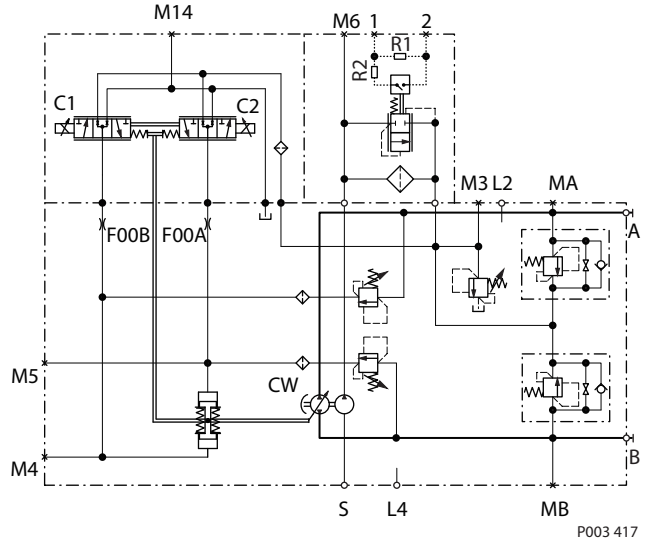 M14
M6 1 2
R1
R2
C1
C2
M3 L2 MA
F00B F00A
A
M5
CW
M4
B
S L4 MB
P003 417